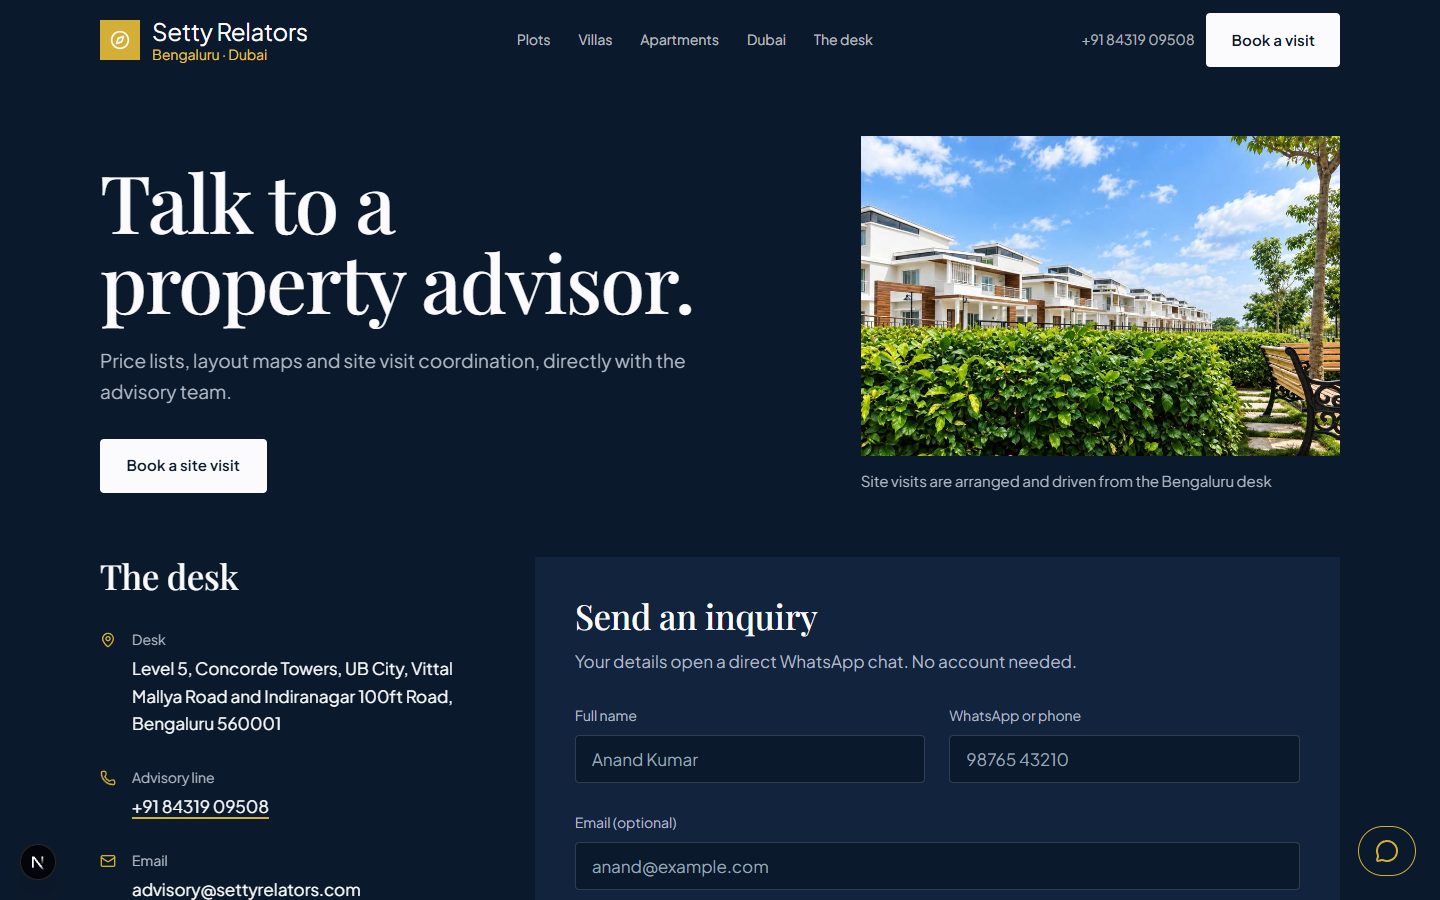 Setty Relators
Bengaluru · Dubai
Plots
Villas
Apartments
Dubai
The desk
+91 84319 09508
Book a visit
Talk to a
property advisor.
Price lists, layout maps and site visit coordination, directly with the
advisory team.
Book a site visit
Site visits are arranged and driven from the Bengaluru desk
The desk
Desk
Level 5, Concorde Towers, UB City, Vittal
Mallya Road and Indiranagar 100ft Road,
Bengaluru 560001
Advisory line
+91 84319 09508
Email
advisory@settyrelators.com
Send an inquiry
Your details open a direct WhatsApp chat. No account needed.
Full name
Anand Kumar
WhatsApp or phone
98765 43210
Email (optional)
anand@example.com
N